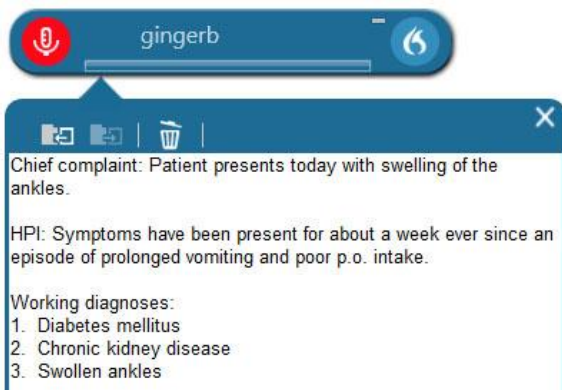 gingerb
Chief complaint: Patient presents today with swelling of the
ankles.
HPI: Symptoms have been present for about a week ever since an
episode of prolonged vomiting and poor p.o. intake.
Working diagnoses:
1. Diabetes mellitus
2. Chronic kidney disease
3. Swollen ankles